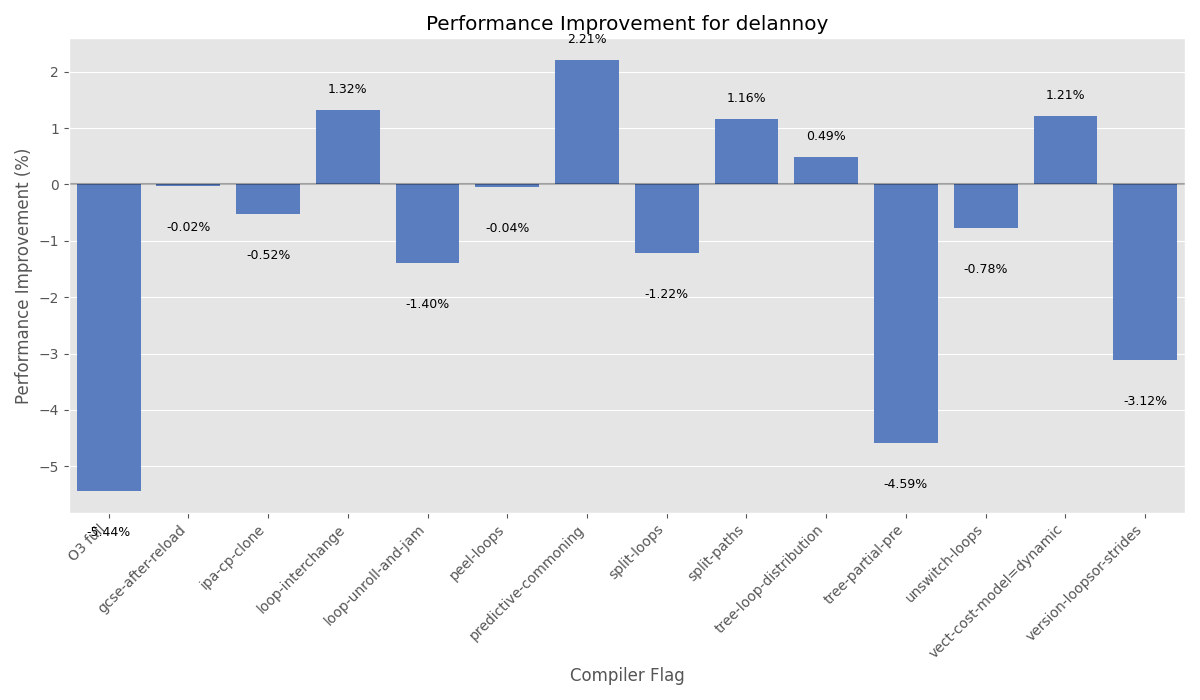 Performance Improvement for delannoy
2.21%
1.32%
1.16%
1.21%
0.49%
-0.02%
-0.04%
-0.52%
-1.22%
-0.78%
-1.40%
-3.12%
-4.59%
-5.44%
2
1
0
−1
−2
−3
−4
−5
Performance Improvement (%)
O3 full
gcse-after-reload
ipa-cp-clone
loop-interchange
loop-unroll-and-jam
peel-loops
predictive-commoning
split-loops
split-paths
tree-loop-distribution
tree-partial-pre
unswitch-loops
vect-cost-model=dynamic
version-loopsor-strides
Compiler Flag